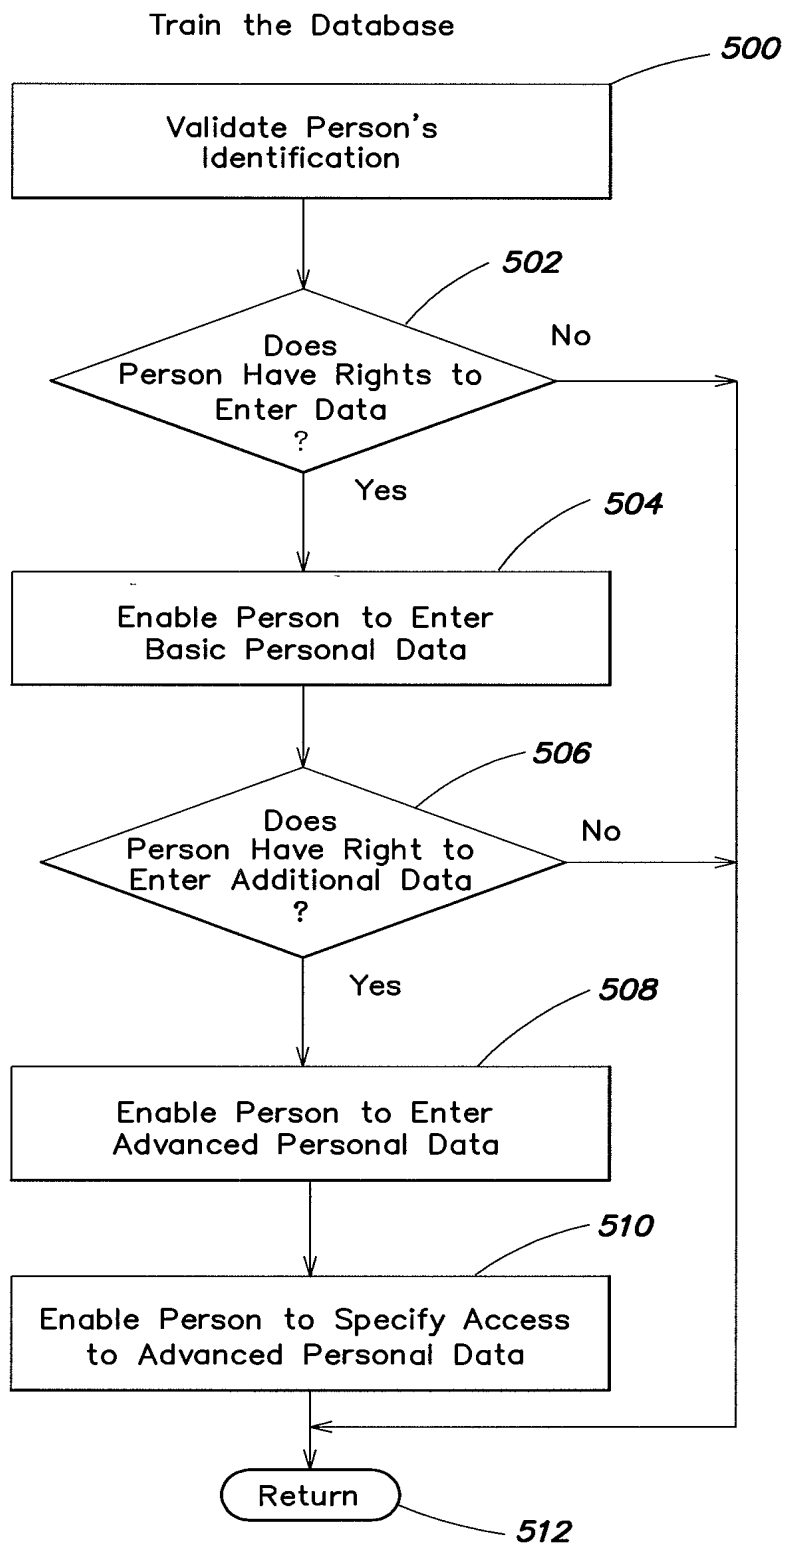 Train the Database
500
Validate Person's
Identification
502
No
Does
Person Have Rights to
Enter Data
?
Yes
504
Enable Person to Enter
Basic Personal Data
506
No
Does
Person Have Right to
Enter Additional Data
?
Yes
508
Enable Person to Enter
Advanced Personal Data
510
Enable Person to Specify Access
to Advanced Personal Data
Return
512